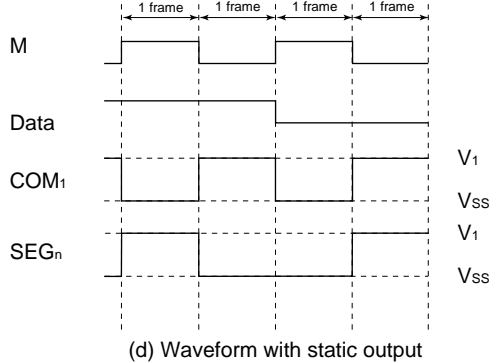 1 frame 1 frame 1 frame 1 frame
M
Data
V1
COM1
VSS
V1
SEGn
VSS
(d) Waveform with static output